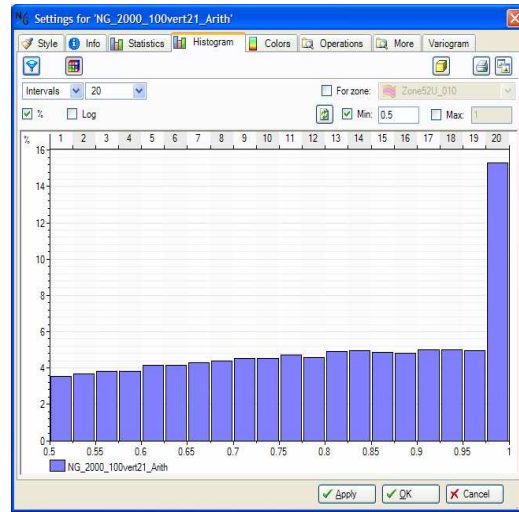 Settings for 'NG_2000_100vert21_Arith'
Style Info Statistics Histogram Colors Operations More Variogram
Intervals 20 For zone: Zone52U_010
% Log Min: 0.5 Max: 1
% 1 2 3 4 5 6 7 8 9 10 11 12 13 14 15 16 17 18 19 20
16
14
12
10
8
6
4
2
0
0.5 0.55 0.6 0.65 0.7 0.75 0.8 0.85 0.9 0.95 1
NG_2000_100vert21_Arith
Apply OK Cancel